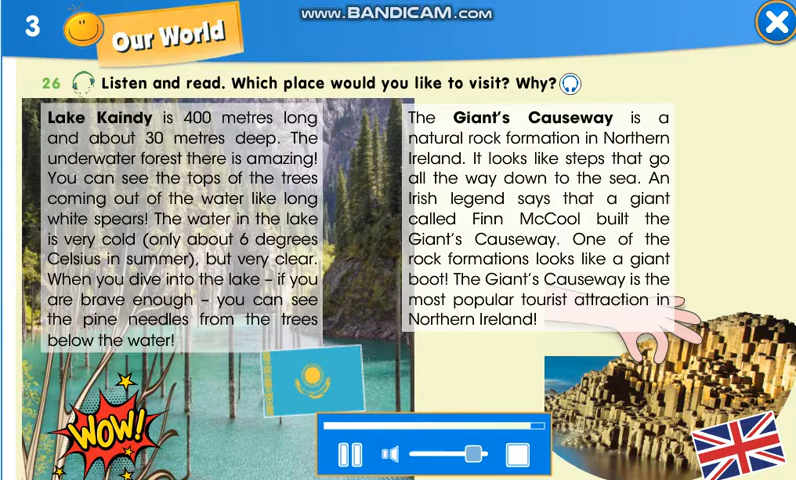 www.BANDICAM.com
3
Our World
26 Listen and read. Which place would you like to visit? Why?
Lake Kaindy is 400 metres long
and about 30 metres deep. The
underwater forest there is amazing!
You can see the tops of the trees
coming out of the water like long
white spears! The water in the lake
is very cold (only about 6 degrees
Celsius in summer), but very clear.
When you dive into the lake – if you
are brave enough – you can see
the pine needles from the trees
below the water!
The Giant's Causeway is a
natural rock formation in Northern
Ireland. It looks like steps that go
all the way down to the sea. An
Irish legend says that a giant
called Finn McCool built the
Giant's Causeway. One of the
rock formations looks like a giant
boot! The Giant's Causeway is the
most popular tourist attraction in
Northern Ireland!
WOW!